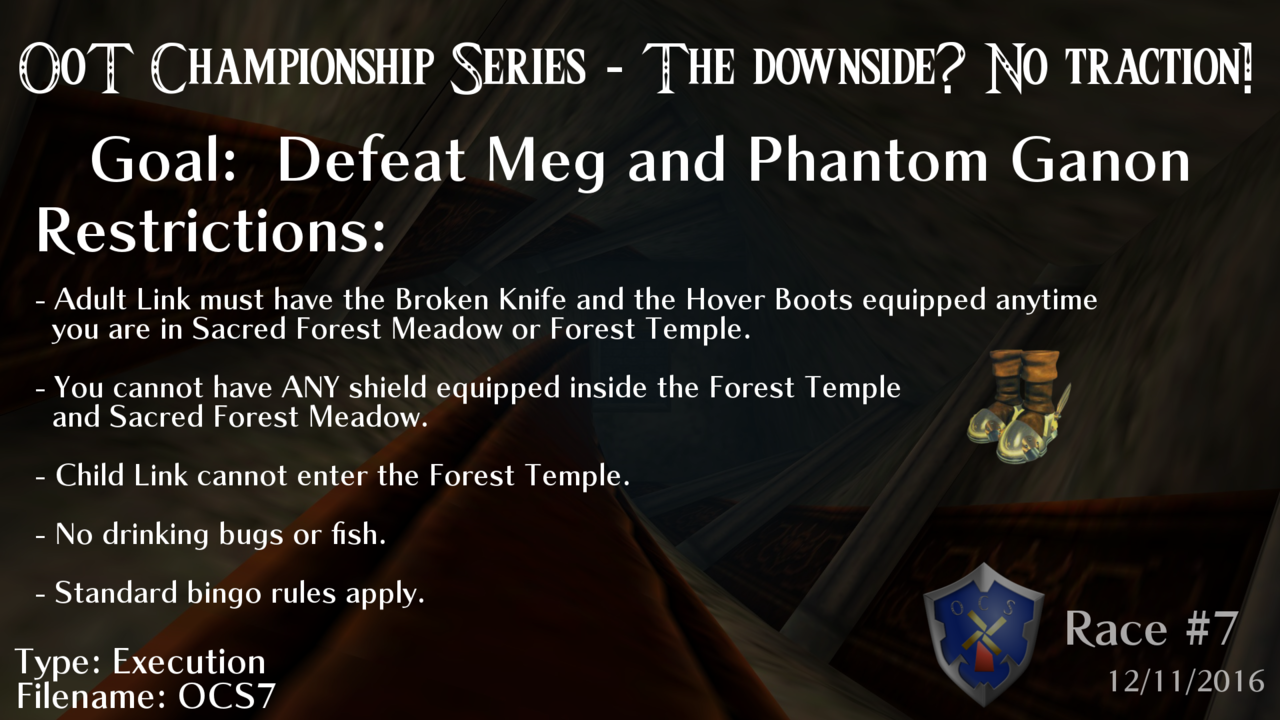 OoT Championship Series - The downside? No traction!
Goal: Defeat Meg and Phantom Ganon
Restrictions:
- Adult Link must have the Broken Knife and the Hover Boots equipped anytime
you are in Sacred Forest Meadow or Forest Temple.
- You cannot have ANY shield equipped inside the Forest Temple
and Sacred Forest Meadow.
- Child Link cannot enter the Forest Temple.
- No drinking bugs or fish.
- Standard bingo rules apply.
Type: Execution
Filename: OCS7
O C S
Race #7
12/11/2016